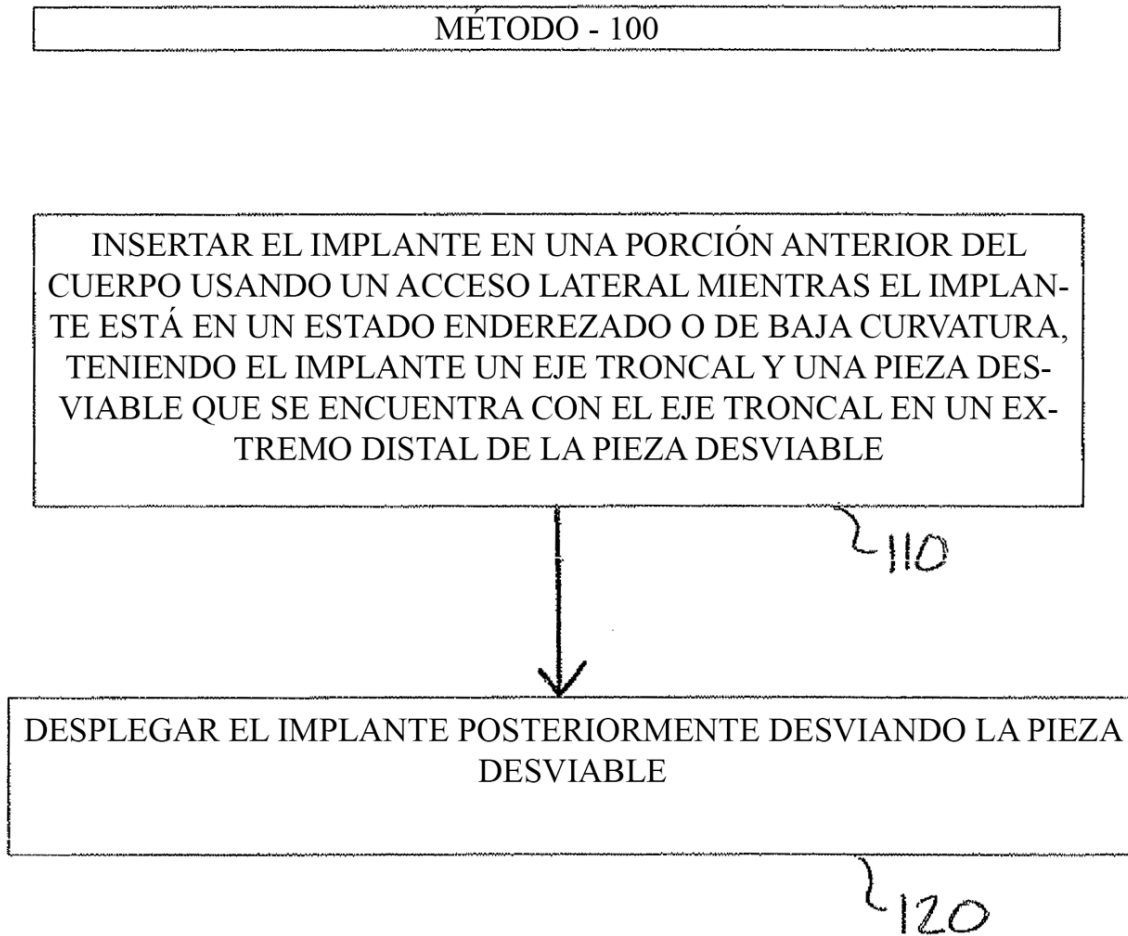 MÉTODO - 100
INSERTAR EL IMPLANTE EN UNA PORCIÓN ANTERIOR DEL
CUERPO USANDO UN ACCESO LATERAL MIENTRAS EL IMPLAN-
TE ESTÁ EN UN ESTADO ENDEREZADO O DE BAJA CURVATURA,
TENIENDO EL IMPLANTE UN EJE TRONCAL Y UNA PIEZA DES-
VIABLE QUE SE ENCUENTRA CON EL EJE TRONCAL EN UN EX-
TREMO DISTAL DE LA PIEZA DESVIABLE
110
DESPLEGAR EL IMPLANTE POSTERIORMENTE DESVIANDO LA PIEZA
DESVIABLE
120